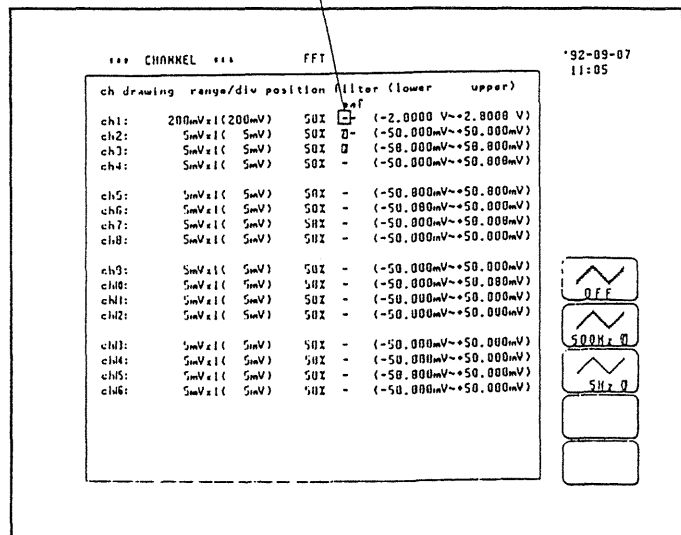 *** CHANNEL *** FFT '92-09-07
11:05
ch drawing range/div position filter (lower upper)
ch1: 200mVx1(200mV) 50% - (-2.0000 V~+2.0000 V)
ch2: 5mVx1( 5mV) 50% (-50.000mV~+50.000mV)
ch3: 5mVx1( 5mV) 50% (-50.000mV~+50.000mV)
ch4: 5mVx1( 5mV) 50% - (-50.000mV~+50.000mV)
ch5: 5mVx1( 5mV) 50% - (-50.000mV~+50.000mV)
ch6: 5mVx1( 5mV) 50% - (-50.000mV~+50.000mV)
ch7: 5mVx1( 5mV) 50% - (-50.000mV~+50.000mV)
ch8: 5mVx1( 5mV) 50% - (-50.000mV~+50.000mV)
ch9: 5mVx1( 5mV) 50% - (-50.000mV~+50.000mV)
ch10: 5mVx1( 5mV) 50% - (-50.000mV~+50.000mV)
ch11: 5mVx1( 5mV) 50% - (-50.000mV~+50.000mV)
ch12: 5mVx1( 5mV) 50% - (-50.000mV~+50.000mV)
ch13: 5mVx1( 5mV) 50% - (-50.000mV~+50.000mV)
ch14: 5mVx1( 5mV) 50% - (-50.000mV~+50.000mV)
ch15: 5mVx1( 5mV) 50% - (-50.000mV~+50.000mV)
ch16: 5mVx1( 5mV) 50% - (-50.000mV~+50.000mV)
OFF
500Hz
5Hz